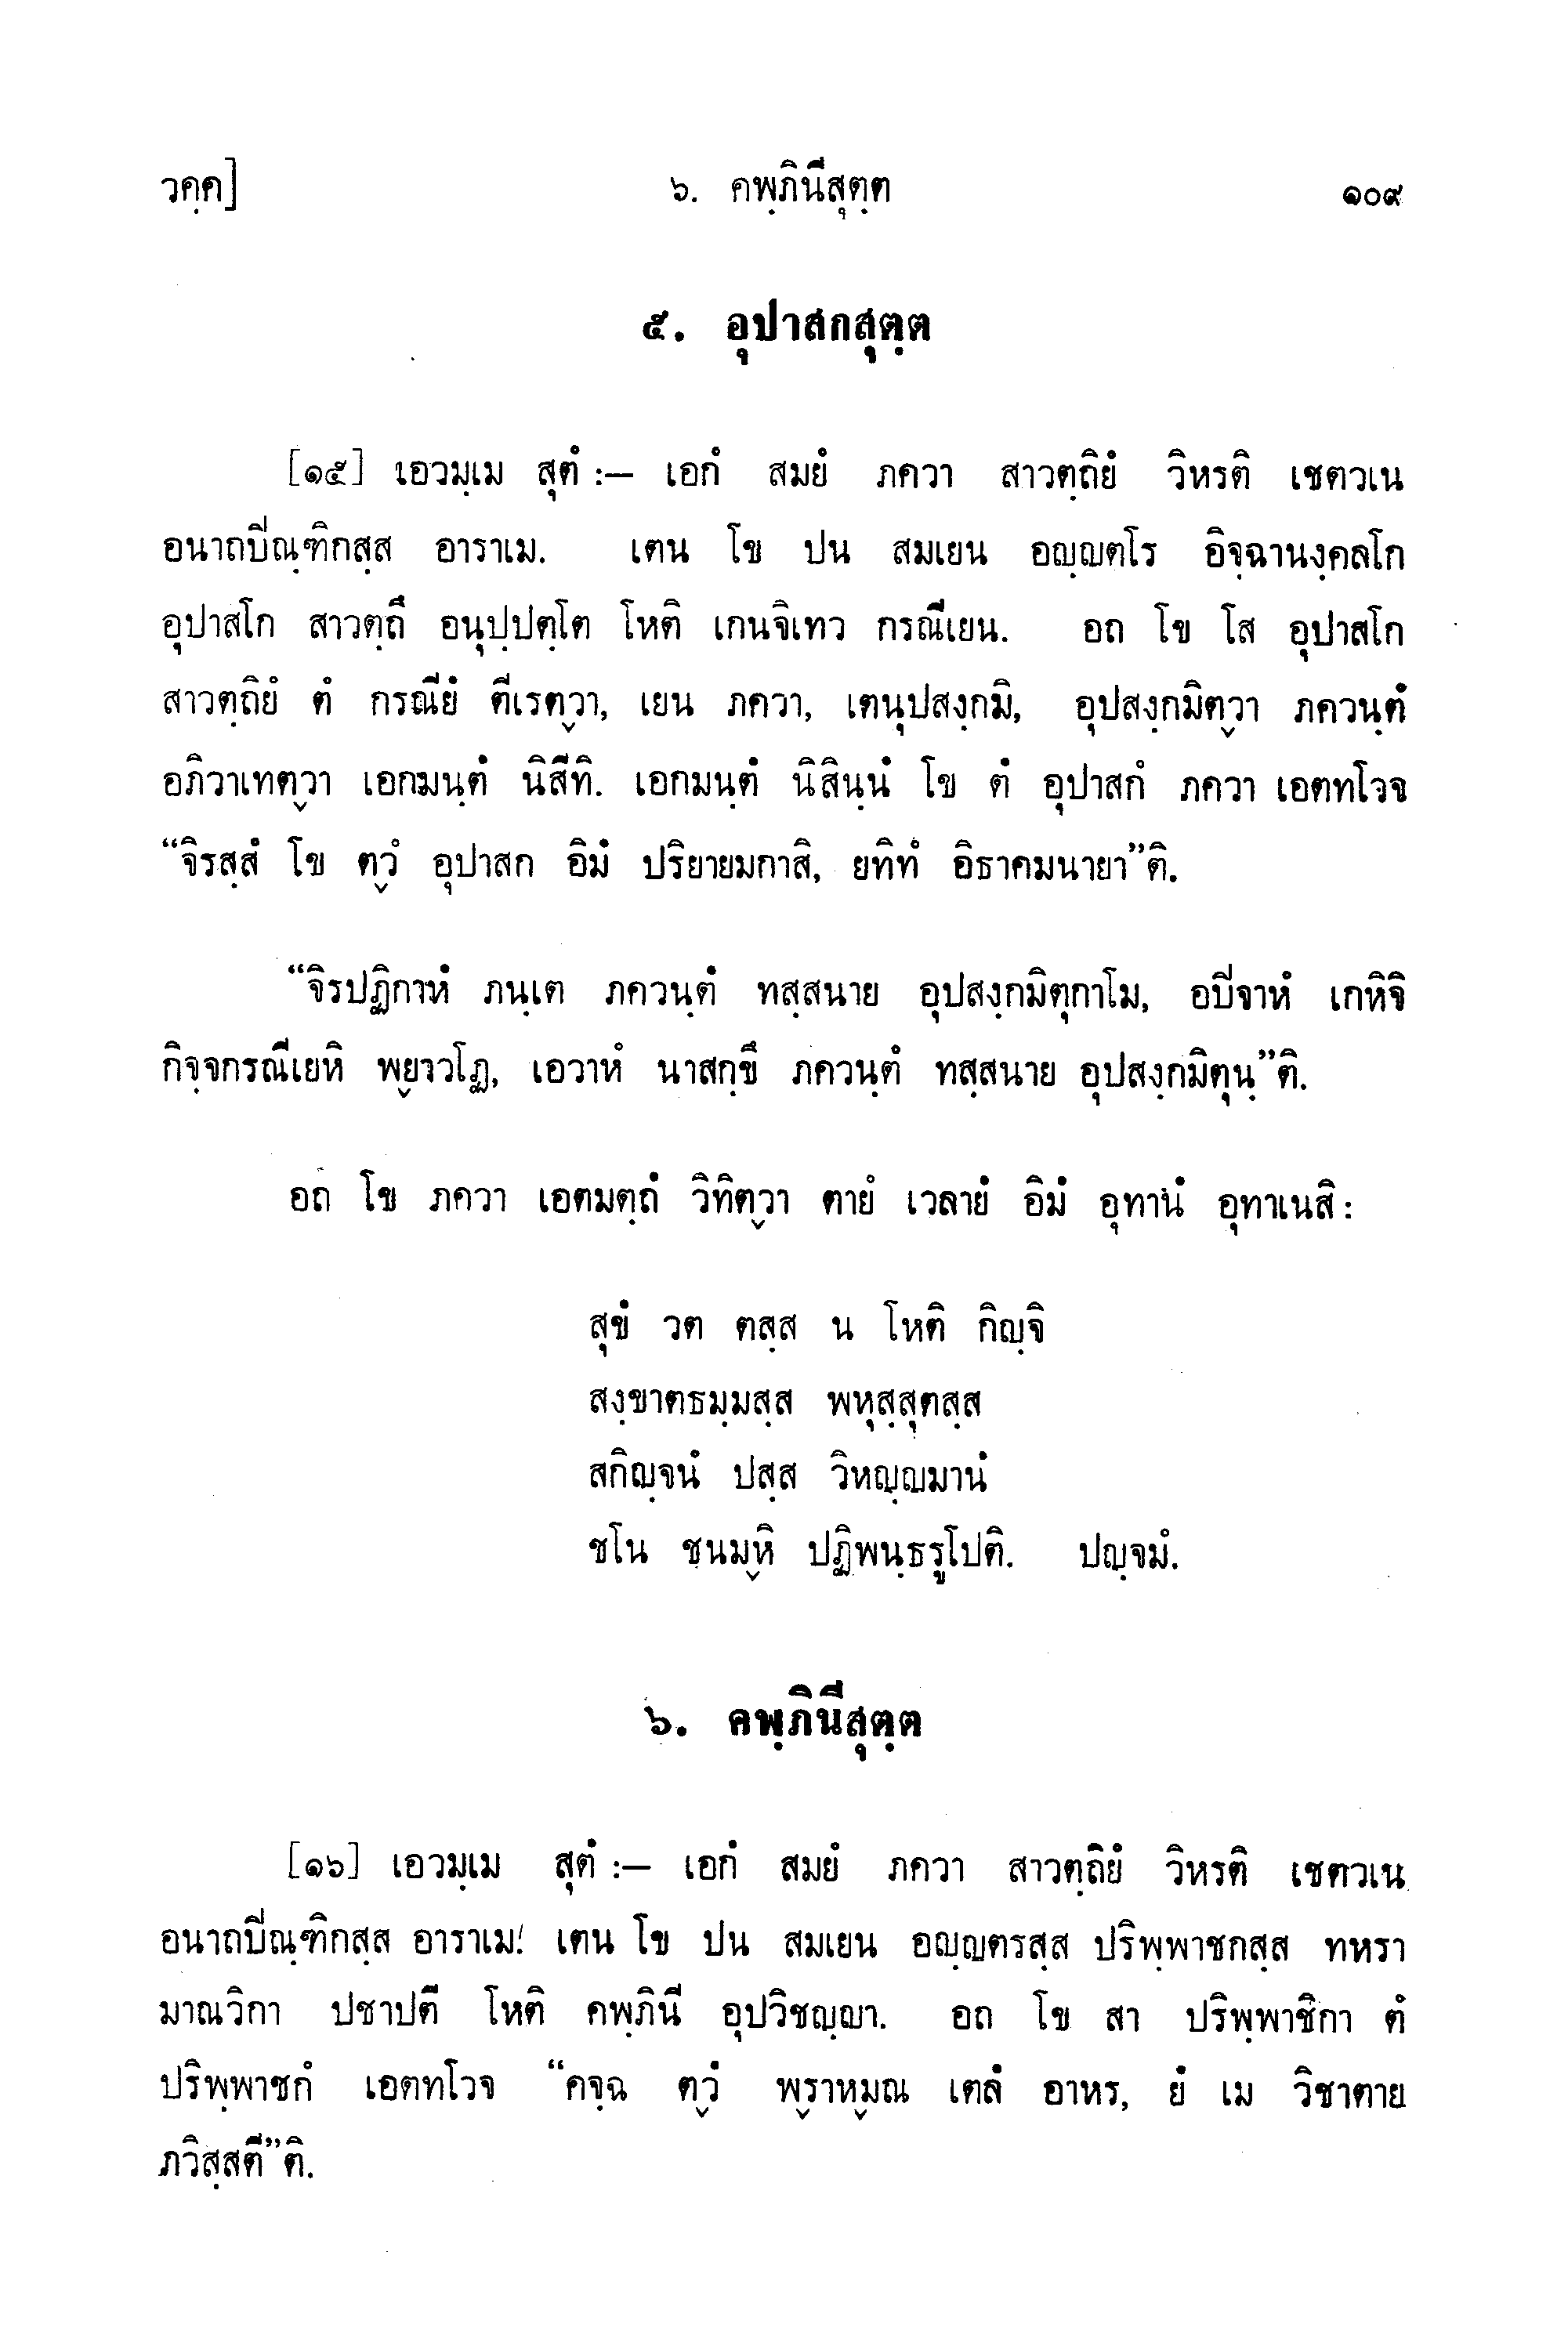 วคฺค]
๖. คพฺภินีสุตฺต
๑๐๙
๕. อุปาสกสุตฺต
[๑๕] เอวมฺเม สุตํ :— เอกํ สมยํ ภควา สาวตฺถิยํ วิหรติ เชตวเน
อนาถปิณฺฑิกสฺส อาราเม. เตน โข ปน สมเยน อญฺญตโร อิจฺฉานงฺคลโก
อุปาสโก สาวตฺถึ อนุปฺปตฺโต โหติ เกนจิเทว กรณีเยน. อถ โข โส อุปาสโก
สาวตฺถิยํ ตํ กรณียํ ตีเรตฺวา, เยน ภควา, เตนุปสงฺกมิ, อุปสงฺกมิตฺวา ภควนฺตํ
อภิวาเทตฺวา เอกมนฺตํ นิสีทิ. เอกมนฺตํ นิสินฺนํ โข ตํ อุปาสกํ ภควา เอตทโวจ
“จิรสฺสํ โข ตฺวํ อุปาสก อิมํ ปริยายมกาสิ, ยทิทํ อิธาคมนายา”ติ.
“จิรปฏิกาหํ ภนฺเต ภควนฺตํ ทสฺสนาย อุปสงฺกมิตุกาโม, อปิจาหํ เกหิจิ
กิจฺจกรณีเยหิ พฺยาวโฏ, เอวาหํ นาสกฺขึ ภควนฺตํ ทสฺสนาย อุปสงฺกมิตุนฺ”ติ.
อถ โข ภควา เอตมตฺถํ วิทิตฺวา ตายํ เวลายํ อิมํ อุทานํ อุทาเนสิ :
สุขํ วต ตสฺส น โหติ กิญฺจิ
สงฺขาตธมฺมสฺส พหุสฺสุตสฺส
สกิญฺจนํ ปสฺส วิหญฺญมานํ
ชโน ชนมฺหิ ปฏิพนฺธรูโปติ. ปญฺจมํ.
๖. คพฺภินีสุตฺต
[๑๖] เอวมฺเม สุตํ :— เอกํ สมยํ ภควา สาวตฺถิยํ วิหรติ เชตวเน
อนาถปิณฺฑิกสฺส อาราเม. เตน โข ปน สมเยน อญฺญตรสฺส ปริพฺพาชกสฺส ทหรา
มาณวิกา ปชาปตี โหติ คพฺภินี อุปวิชญฺญา. อถ โข สา ปริพฺพาชิกา ตํ
ปริพฺพาชกํ เอตทโวจ “คจฺฉ ตฺวํ พฺราหฺมณ เตลํ อาหร, ยํ เม วิชาตาย
ภวิสฺสตี”ติ.